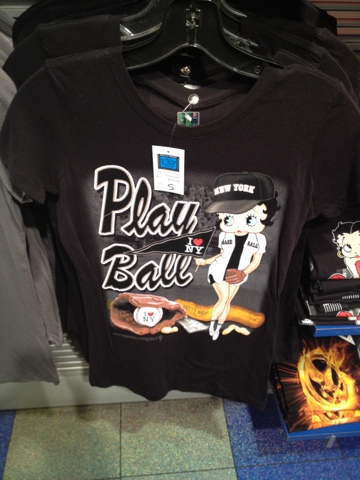 S
NEW YORK
Play
I ♥
NY
BASE BALL
Ball
I ♥
NY